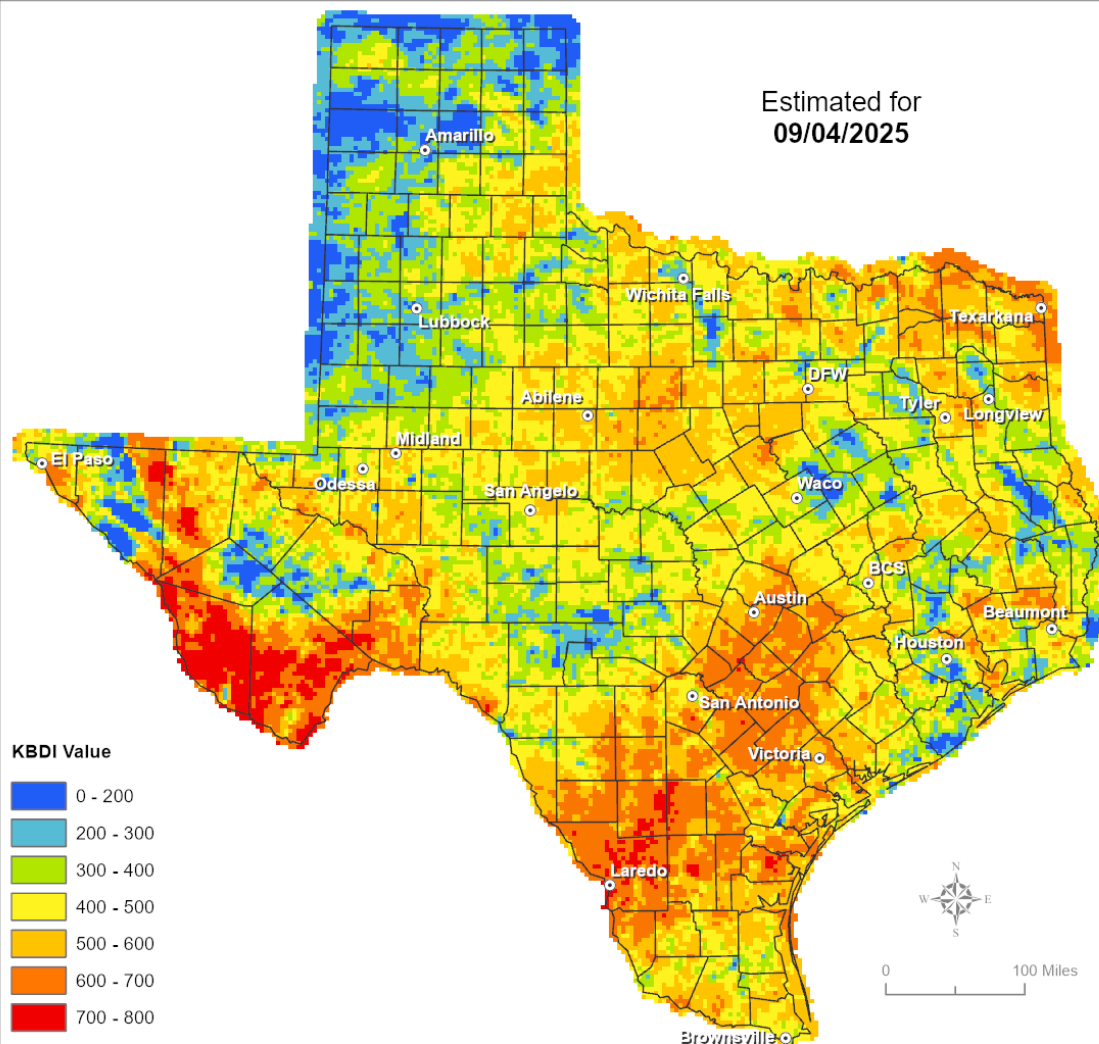 Estimated for
09/04/2025
Amarillo
Wichita Falls
Lubbock
Texarkana
DFW
Abilene
Tyler
Longview
Midland
El Paso
Odessa
San Angelo
Waco
BCS
Austin
Beaumont
Houston
San Antonio
Victoria
Laredo
Brownsville
KBDI Value
0 - 200
200 - 300
300 - 400
400 - 500
500 - 600
600 - 700
700 - 800
N
W E
S
0 100 Miles